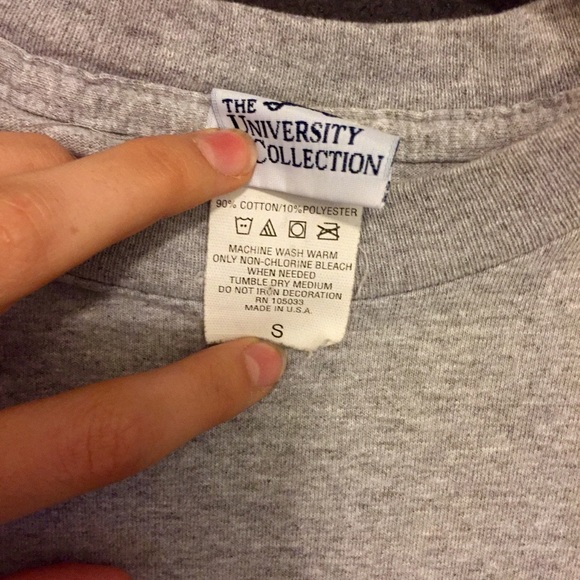 THE
UNIVERSITY
COLLECTION
90% COTTON/10%POLYESTER
MACHINE WASH WARM
ONLY NON-CHLORINE BLEACH
WHEN NEEDED
TUMBLE DRY MEDIUM
DO NOT IRON DECORATION
RN 105033
MADE IN U.S.A.
S